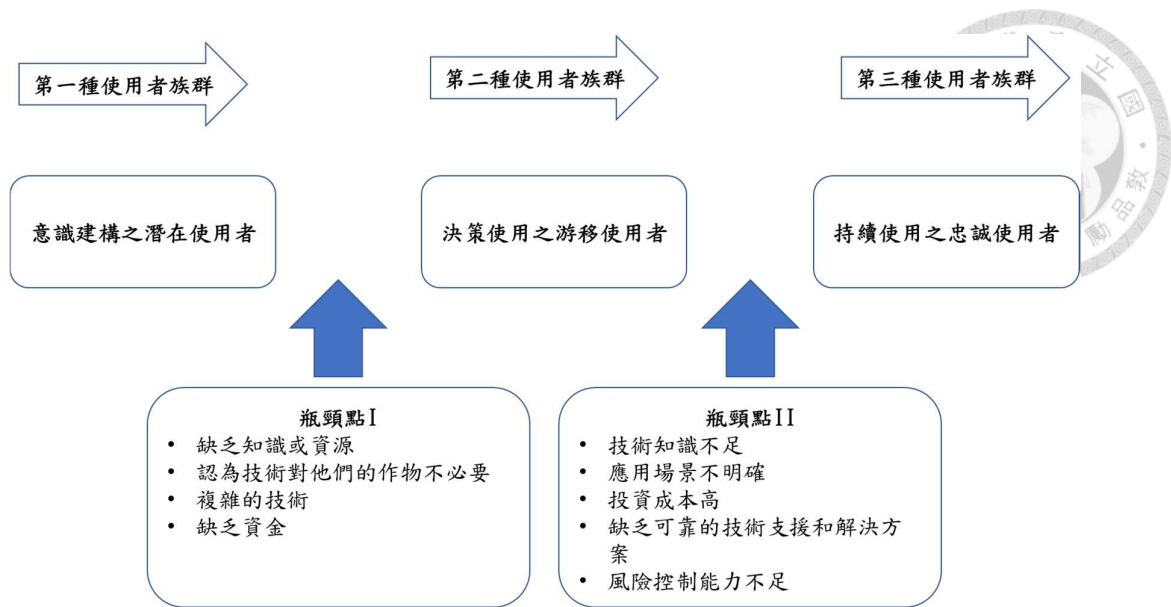 第一種使用者族群
第二種使用者族群
第三種使用者族群
意識建構之潛在使用者
決策使用之游移使用者
持續使用之忠誠使用者
瓶頸點I
• 缺乏知識或資源
• 認為技術對他們的作物不必要
• 複雜的技術
• 缺乏資金
瓶頸點II
• 技術知識不足
• 應用場景不明確
• 投資成本高
• 缺乏可靠的技術支援和解決方
案
• 風險控制能力不足
立國
敦品勵